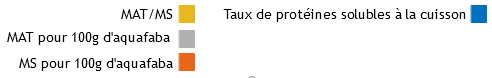 MAT/MS
Taux de protéines solubles à la cuisson
MAT pour 100g d'aquafaba
MS pour 100g d'aquafaba